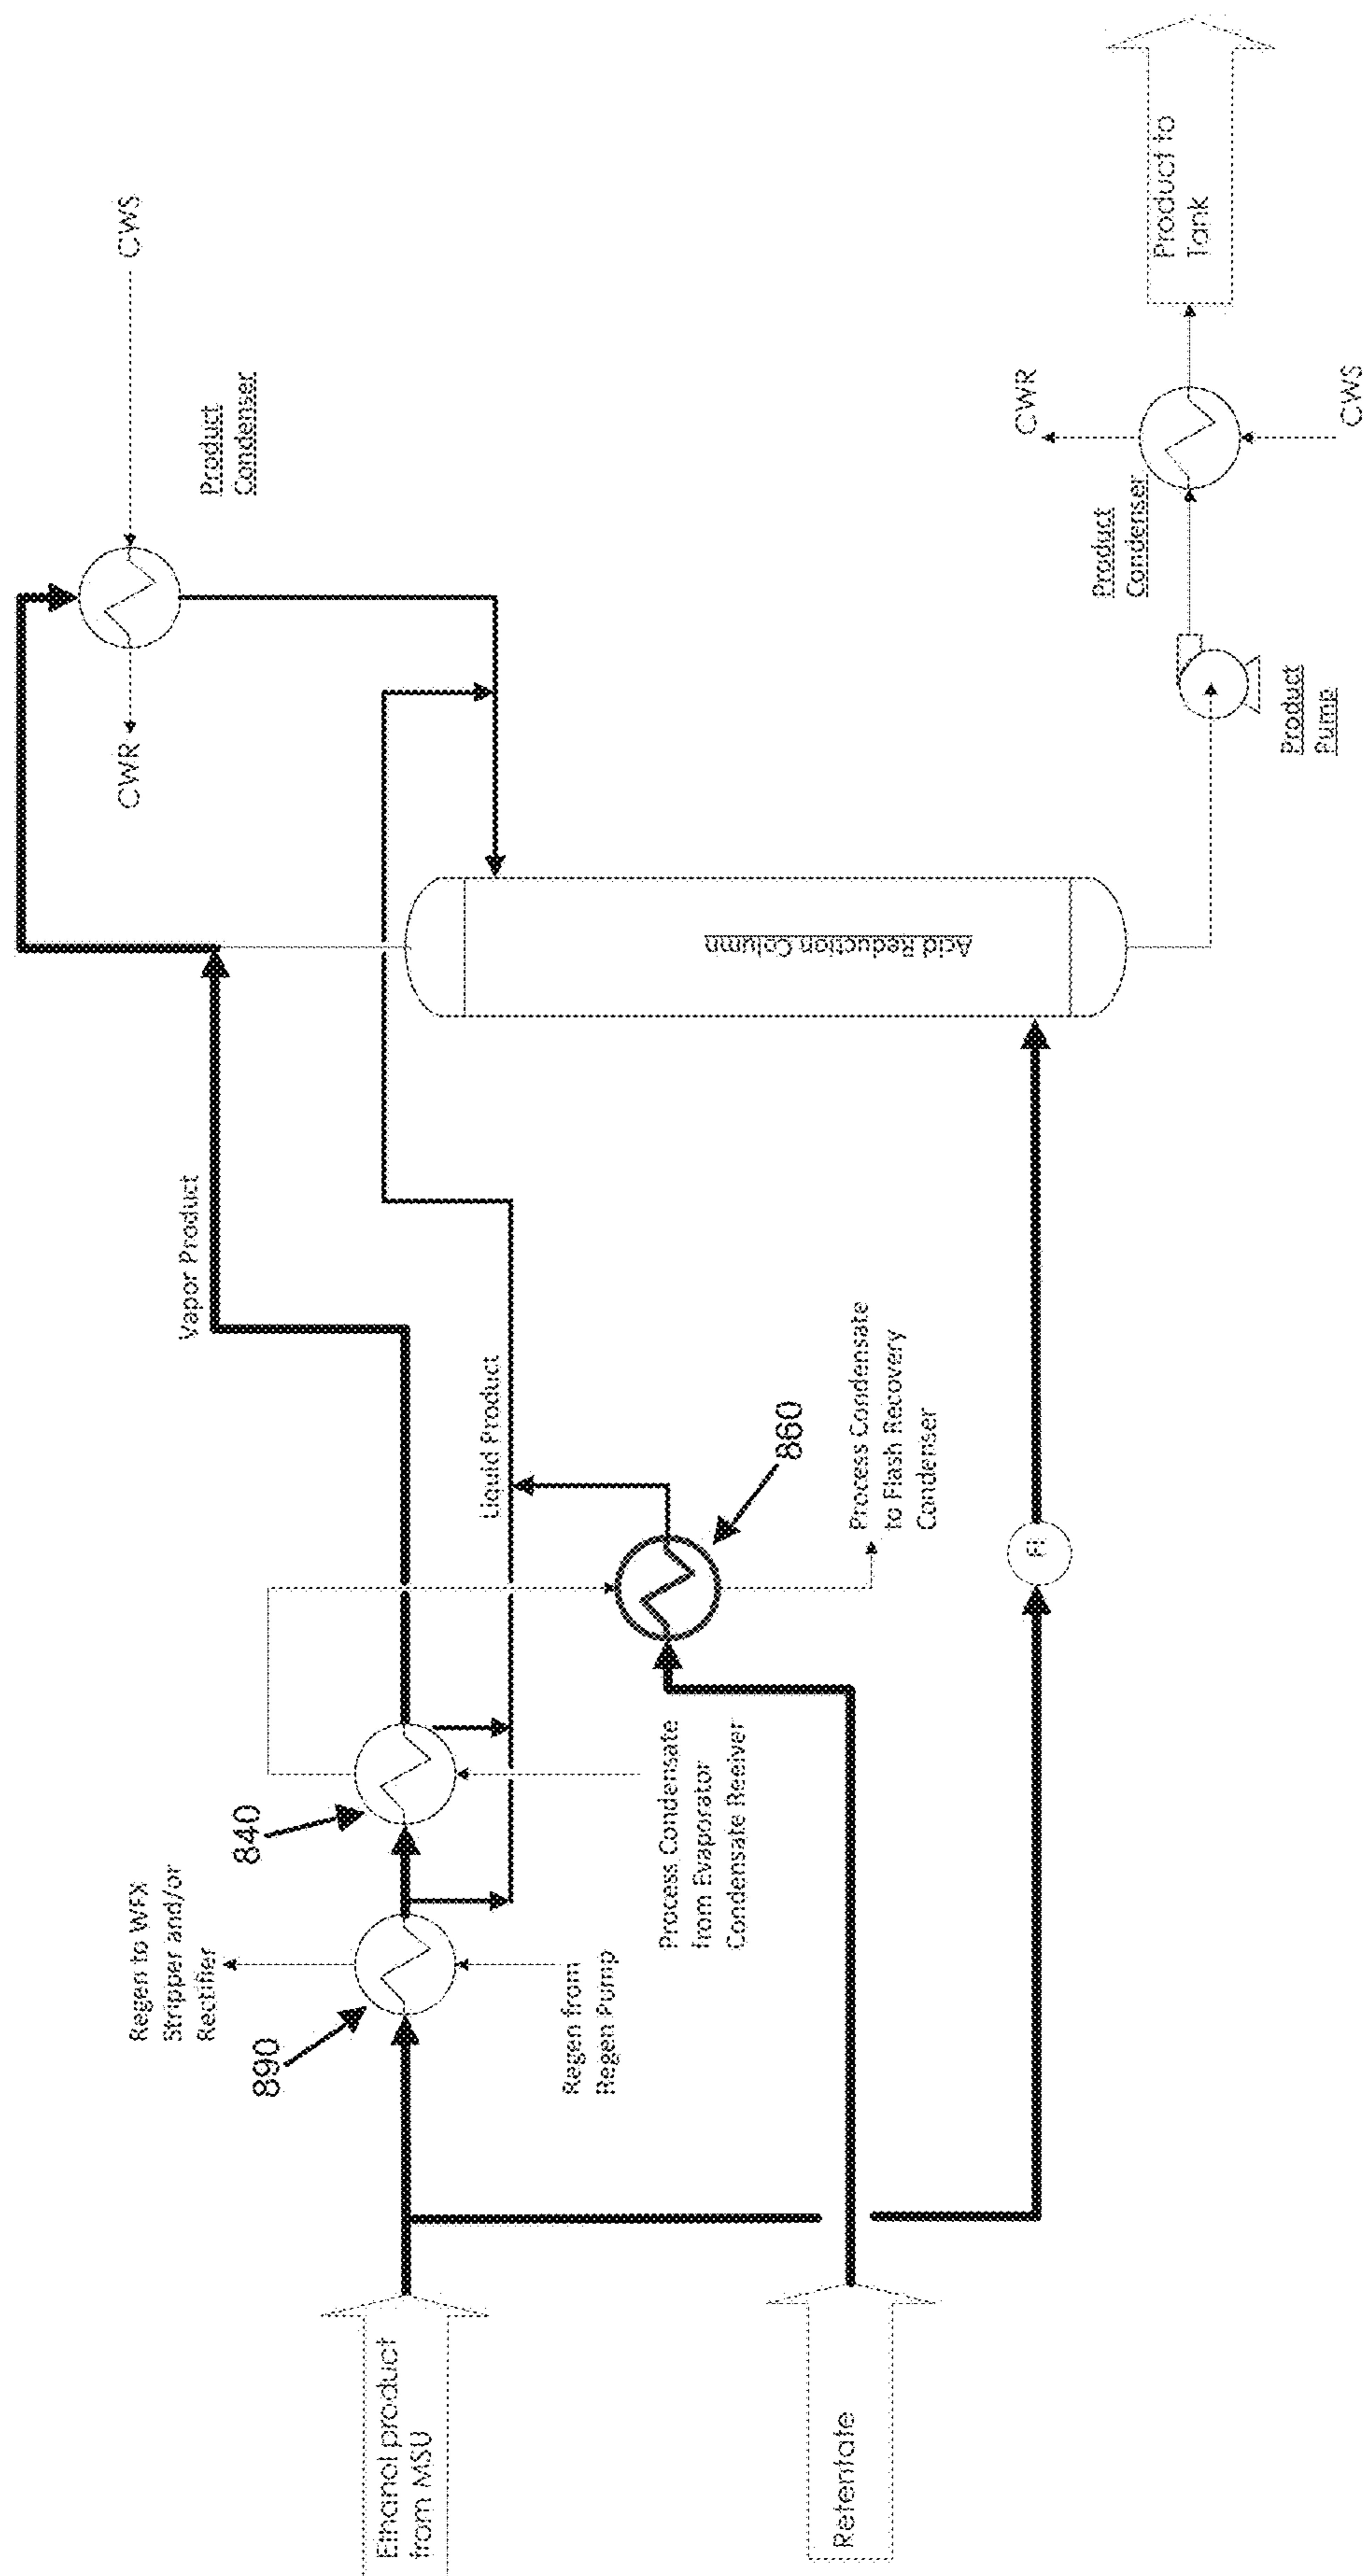 Ethanol product
from MSU
Retentate
890
Regen to WFX
Stripper and/or
Rectifier
Regen from
Regen Pump
840
Process Condensate
from Evaporator
Condensate Reeiver
Liquid Product
Vapor Product
860
Process Condensate
to Flash Recovery
Condenser
FI
Acid Reduction Column
CWR
CWS
Product
Condenser
Product
Pump
Product
Condenser
CWR
CWS
Product to
Tank